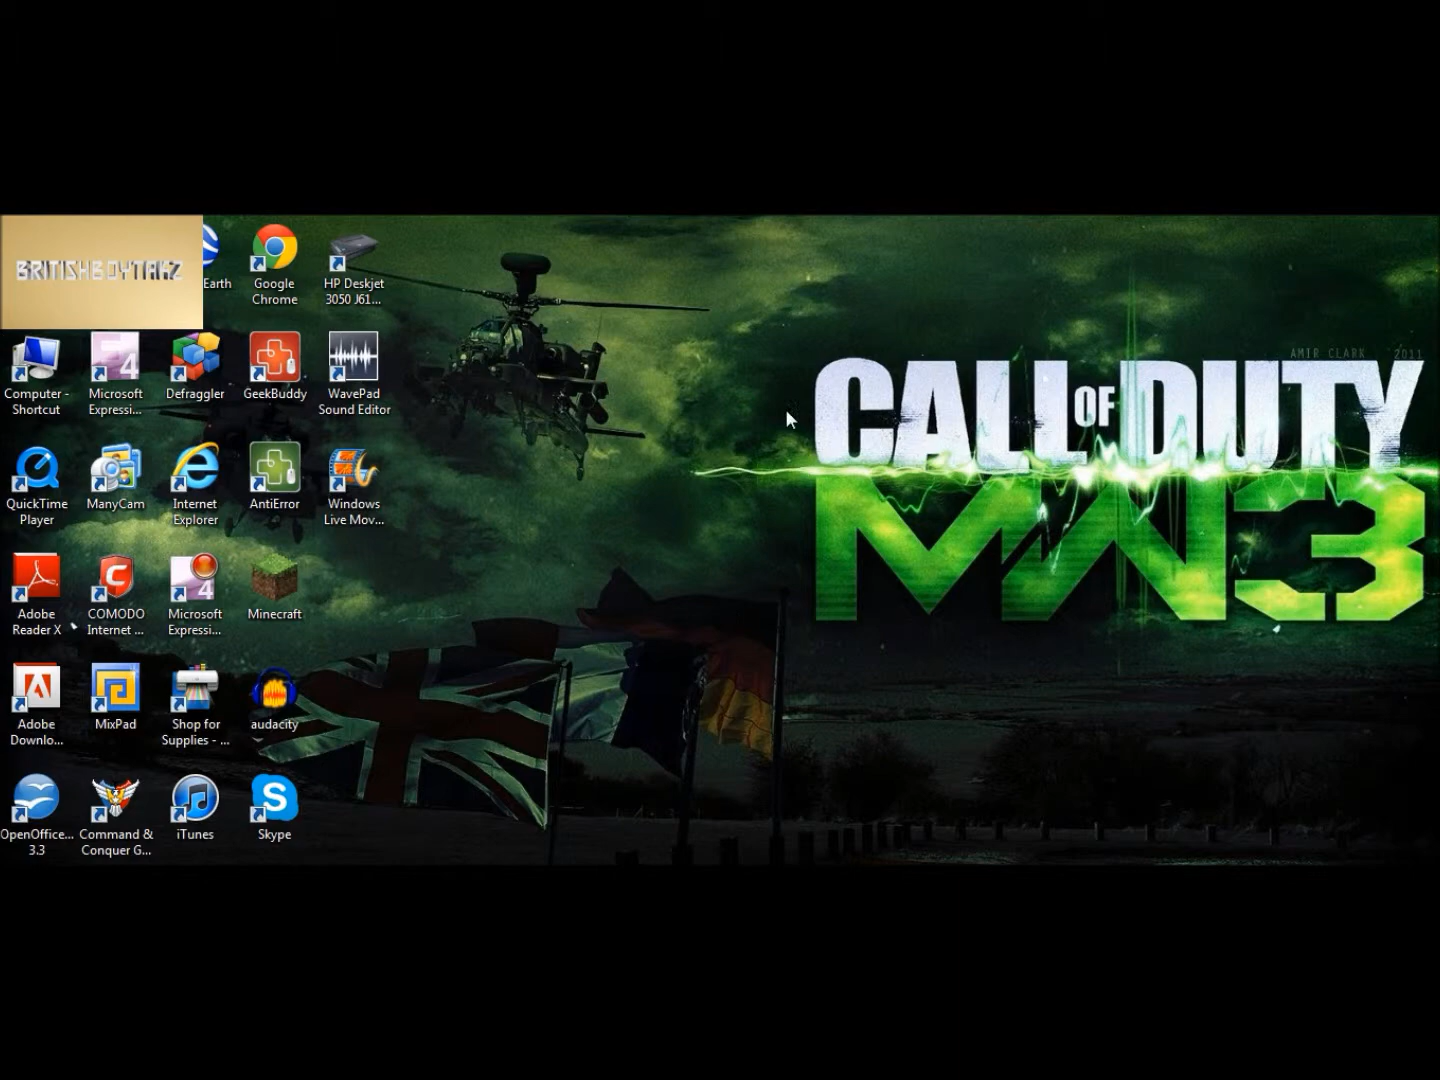 BRITISHBOYTALKZ
Earth
Google
Chrome
HP Deskjet
3050 J61...
Computer -
Shortcut
Microsoft
Expressi...
Defraggler
GeekBuddy
WavePad
Sound Editor
QuickTime
Player
ManyCam
Internet
Explorer
AntiError
Windows
Live Mov...
Adobe
Reader X
COMODO
Internet ...
Microsoft
Expressi...
Minecraft
Adobe
Downlo...
MixPad
Shop for
Supplies - ...
audacity
OpenOffice...
3.3
Command &
Conquer G...
iTunes
Skype
AMIR CLARK 2011
CALL OF DUTY
MW3